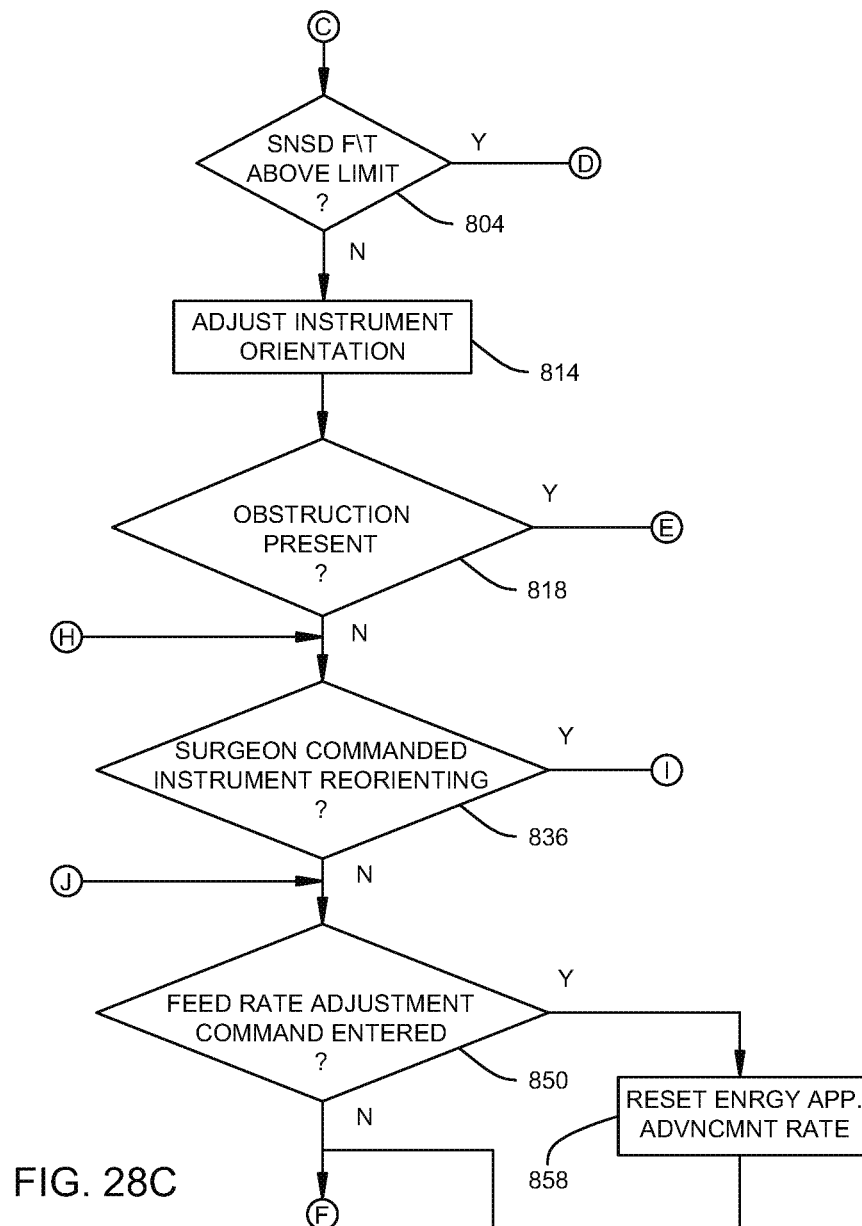 C
SNSD F\T
ABOVE LIMIT
?
Y
D
804
N
ADJUST INSTRUMENT
ORIENTATION
814
OBSTRUCTION
PRESENT
?
Y
E
818
H
N
SURGEON COMMANDED
INSTRUMENT REORIENTING
?
Y
I
836
J
N
FEED RATE ADJUSTMENT
COMMAND ENTERED
?
Y
850
N
RESET ENRGY APP.
ADVNCMNT RATE
858
FIG. 28C
F